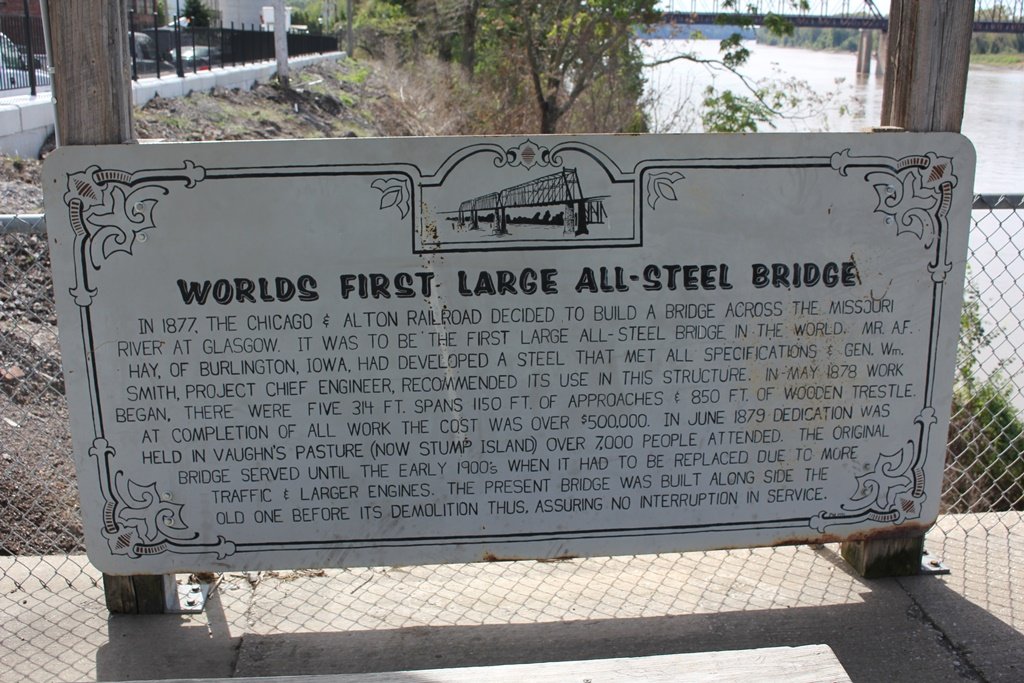 WORLDS FIRST LARGE ALL-STEEL BRIDGE
IN 1877, THE CHICAGO & ALTON RAILROAD DECIDED TO BUILD A BRIDGE ACROSS THE MISSOURI
RIVER AT GLASGOW. IT WAS TO BE THE FIRST LARGE ALL-STEEL BRIDGE IN THE WORLD. MR. A.F.
HAY, OF BURLINGTON, IOWA, HAD DEVELOPED A STEEL THAT MET ALL SPECIFICATIONS & GEN. Wm.
SMITH, PROJECT CHIEF ENGINEER, RECOMMENDED ITS USE IN THIS STRUCTURE. IN MAY 1878 WORK
BEGAN, THERE WERE FIVE 314 FT. SPANS 1150 FT. OF APPROACHES & 850 FT. OF WOODEN TRESTLE.
AT COMPLETION OF ALL WORK THE COST WAS OVER $500,000. IN JUNE 1879 DEDICATION WAS
HELD IN VAUGHN'S PASTURE (NOW STUMP ISLAND) OVER 7,000 PEOPLE ATTENDED. THE ORIGINAL
BRIDGE SERVED UNTIL THE EARLY 1900's WHEN IT HAD TO BE REPLACED DUE TO MORE
TRAFFIC & LARGER ENGINES. THE PRESENT BRIDGE WAS BUILT ALONG SIDE THE
OLD ONE BEFORE ITS DEMOLITION THUS, ASSURING NO INTERRUPTION IN SERVICE.